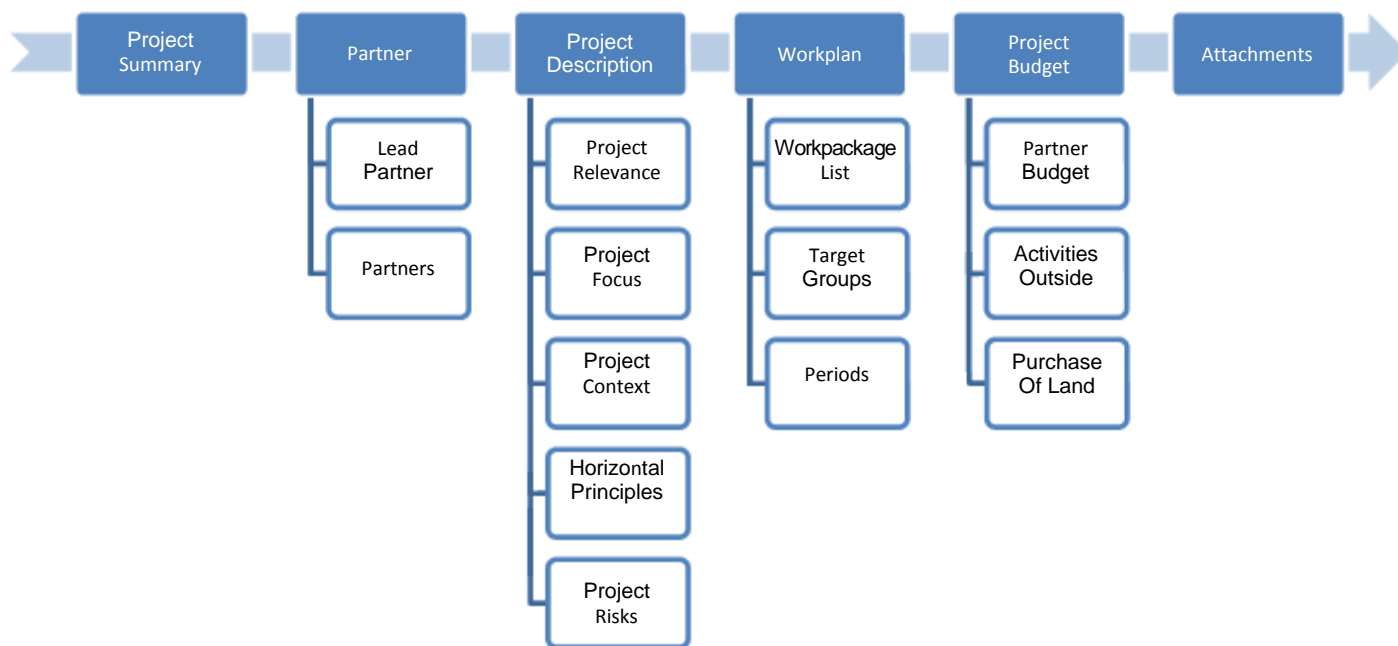 Project
Summary
Partner
Project
Description
Workplan
Project
Budget
Attachments
Lead
Partner
Partners
Project
Relevance
Project
Focus
Project
Context
Horizontal
Principles
Project
Risks
Workpackage
List
Target
Groups
Periods
Partner
Budget
Activities
Outside
Purchase
Of Land